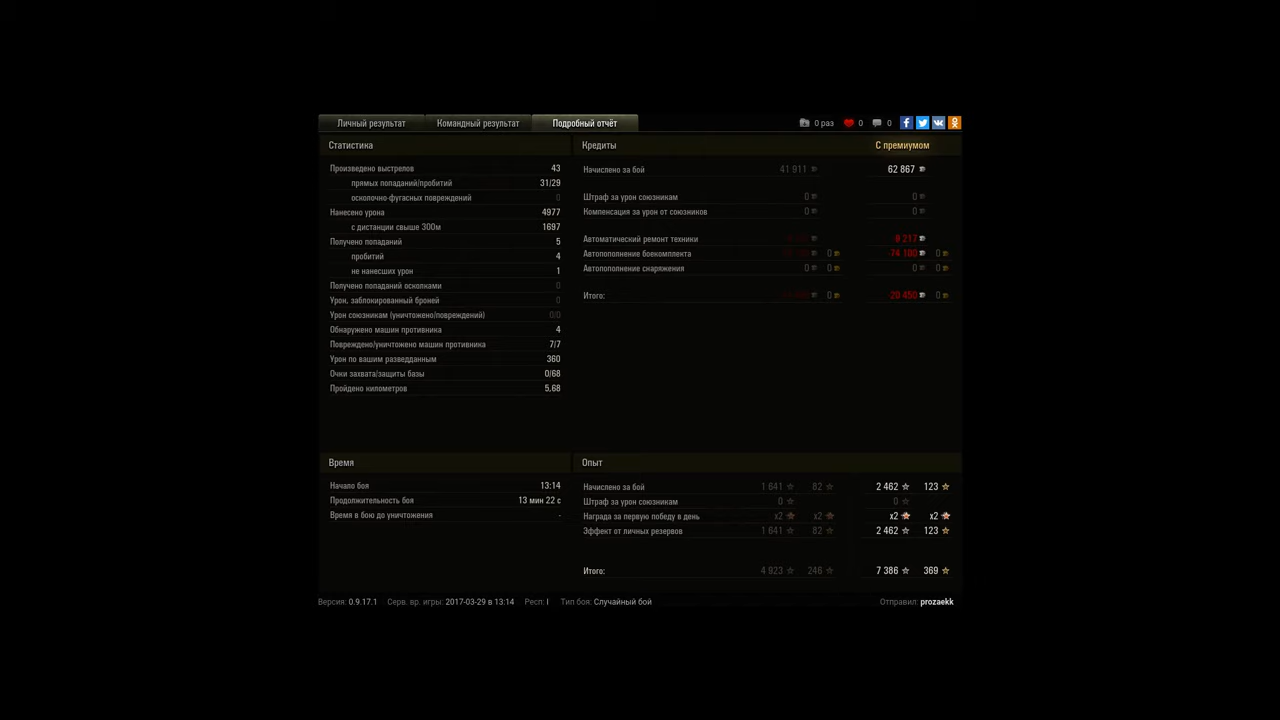 Личный результат Командный результат Подробный отчёт 0 раз 0 0
Статистика
Произведено выстрелов 43
прямых попаданий/пробитий 31/29
осколочно-фугасных повреждений 0
Нанесено урона 4977
с дистанции свыше 300м 1697
Получено попаданий 5
пробитий 4
не нанесших урон 1
Получено попаданий осколками 0
Урон, заблокированный броней 0
Урон союзникам (уничтожено/повреждений) 0/0
Обнаружено машин противника 4
Повреждено/уничтожено машин противника 7/7
Урон по вашим разведданным 360
Очки захвата/защиты базы 0/68
Пройдено километров 5,68
Кредиты С премиумом
Начислено за бой 41 911 62 867
Штраф за урон союзникам 0 0
Компенсация за урон от союзников 0 0
Автоматический ремонт техники 217
Автопополнение боекомплекта 0 0
Автопополнение снаряжения 0 0 0 0
Итого: 0 -20 450 0
Время
Начало боя 13:14
Продолжительность боя 13 мин 22 с
Время в бою до уничтожения -
Опыт
Начислено за бой 1 641 82 2 462 123
Штраф за урон союзникам 0 0
Награда за первую победу в день x2 x2 x2 x2
Эффект от личных резервов 1 641 82 2 462 123
Итого: 4 923 246 7 386 369
Версия: 0.9.17.1 Серв. вр. игры: 2017-03-29 в 13:14 Респ: I Тип боя: Случайный бой Отправил: prozaekk